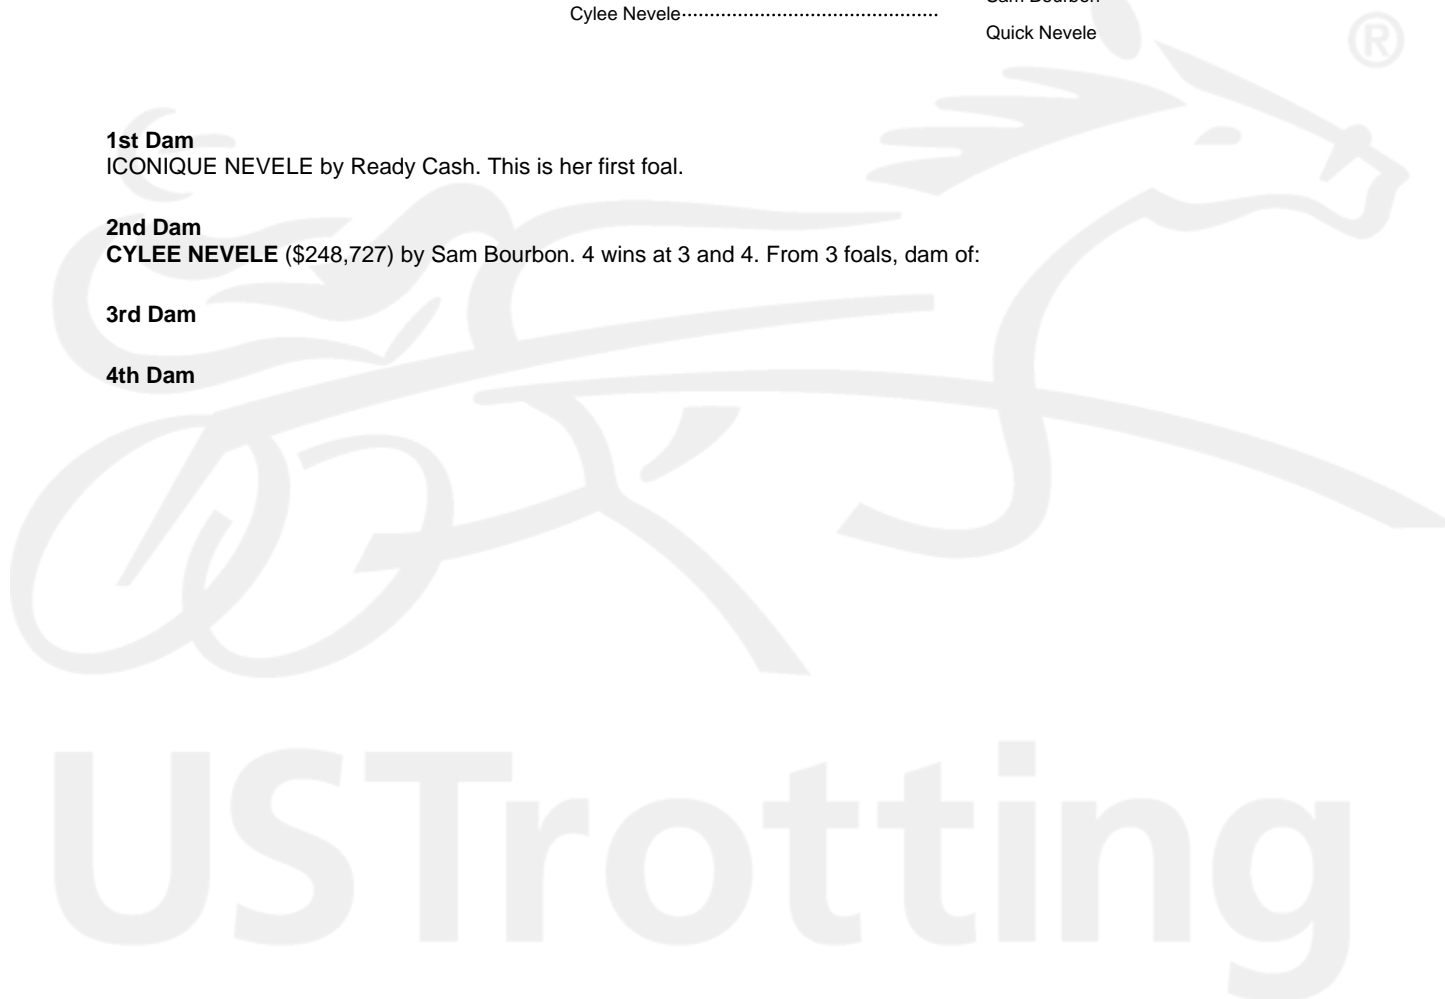 Sam Bourbon
Cylee Nevele
Quick Nevele
®
1st Dam
ICONIQUE NEVELE by Ready Cash. This is her first foal.
2nd Dam
CYLEE NEVELE ($248,727) by Sam Bourbon. 4 wins at 3 and 4. From 3 foals, dam of:
3rd Dam
4th Dam
USTrotting